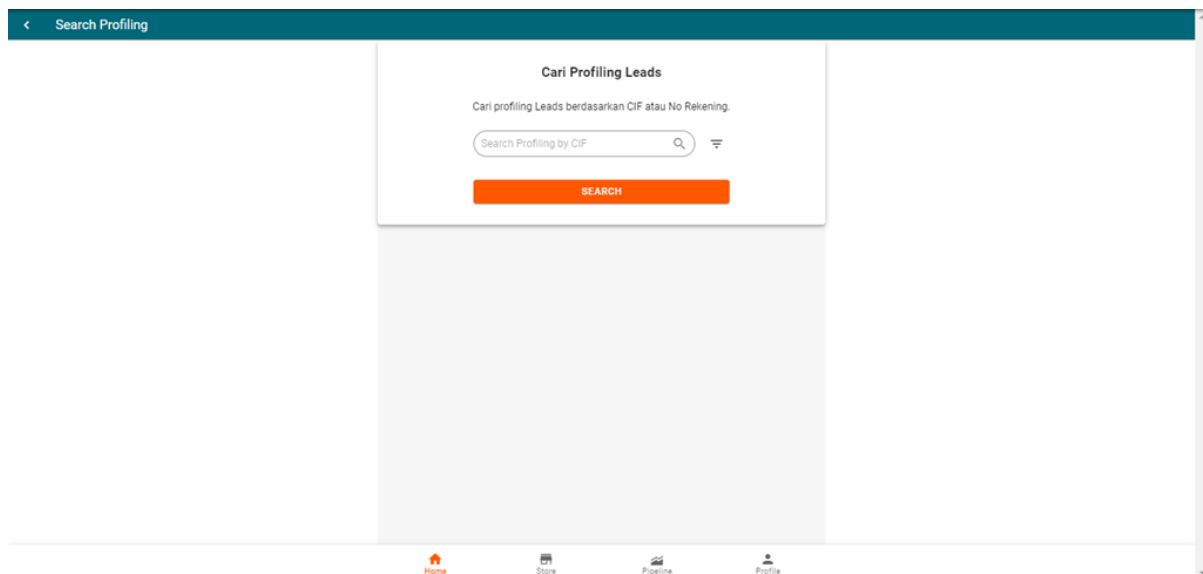 Search Profiling
Cari Profiling Leads
Cari profiling Leads berdasarkan CIF atau No Rekening.
Search Profiling by CIF
SEARCH
Home
Store
Pipeline
Profile